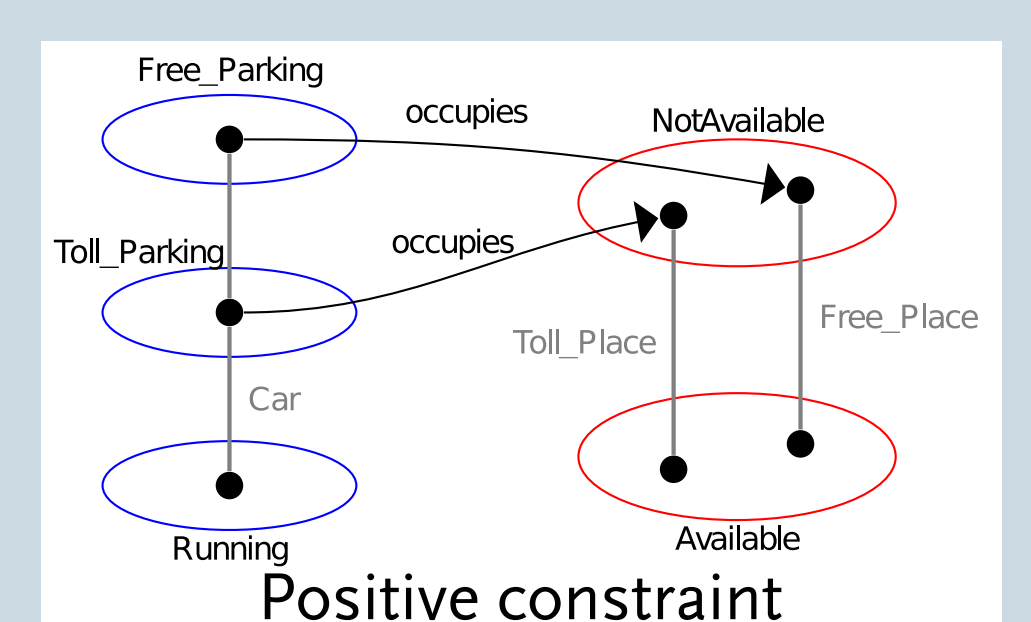 Free_Parking
occupies
NotAvailable
Toll_Parking
occupies
Free_Place
Toll_Place
Car
Running
Available
Positive constraint